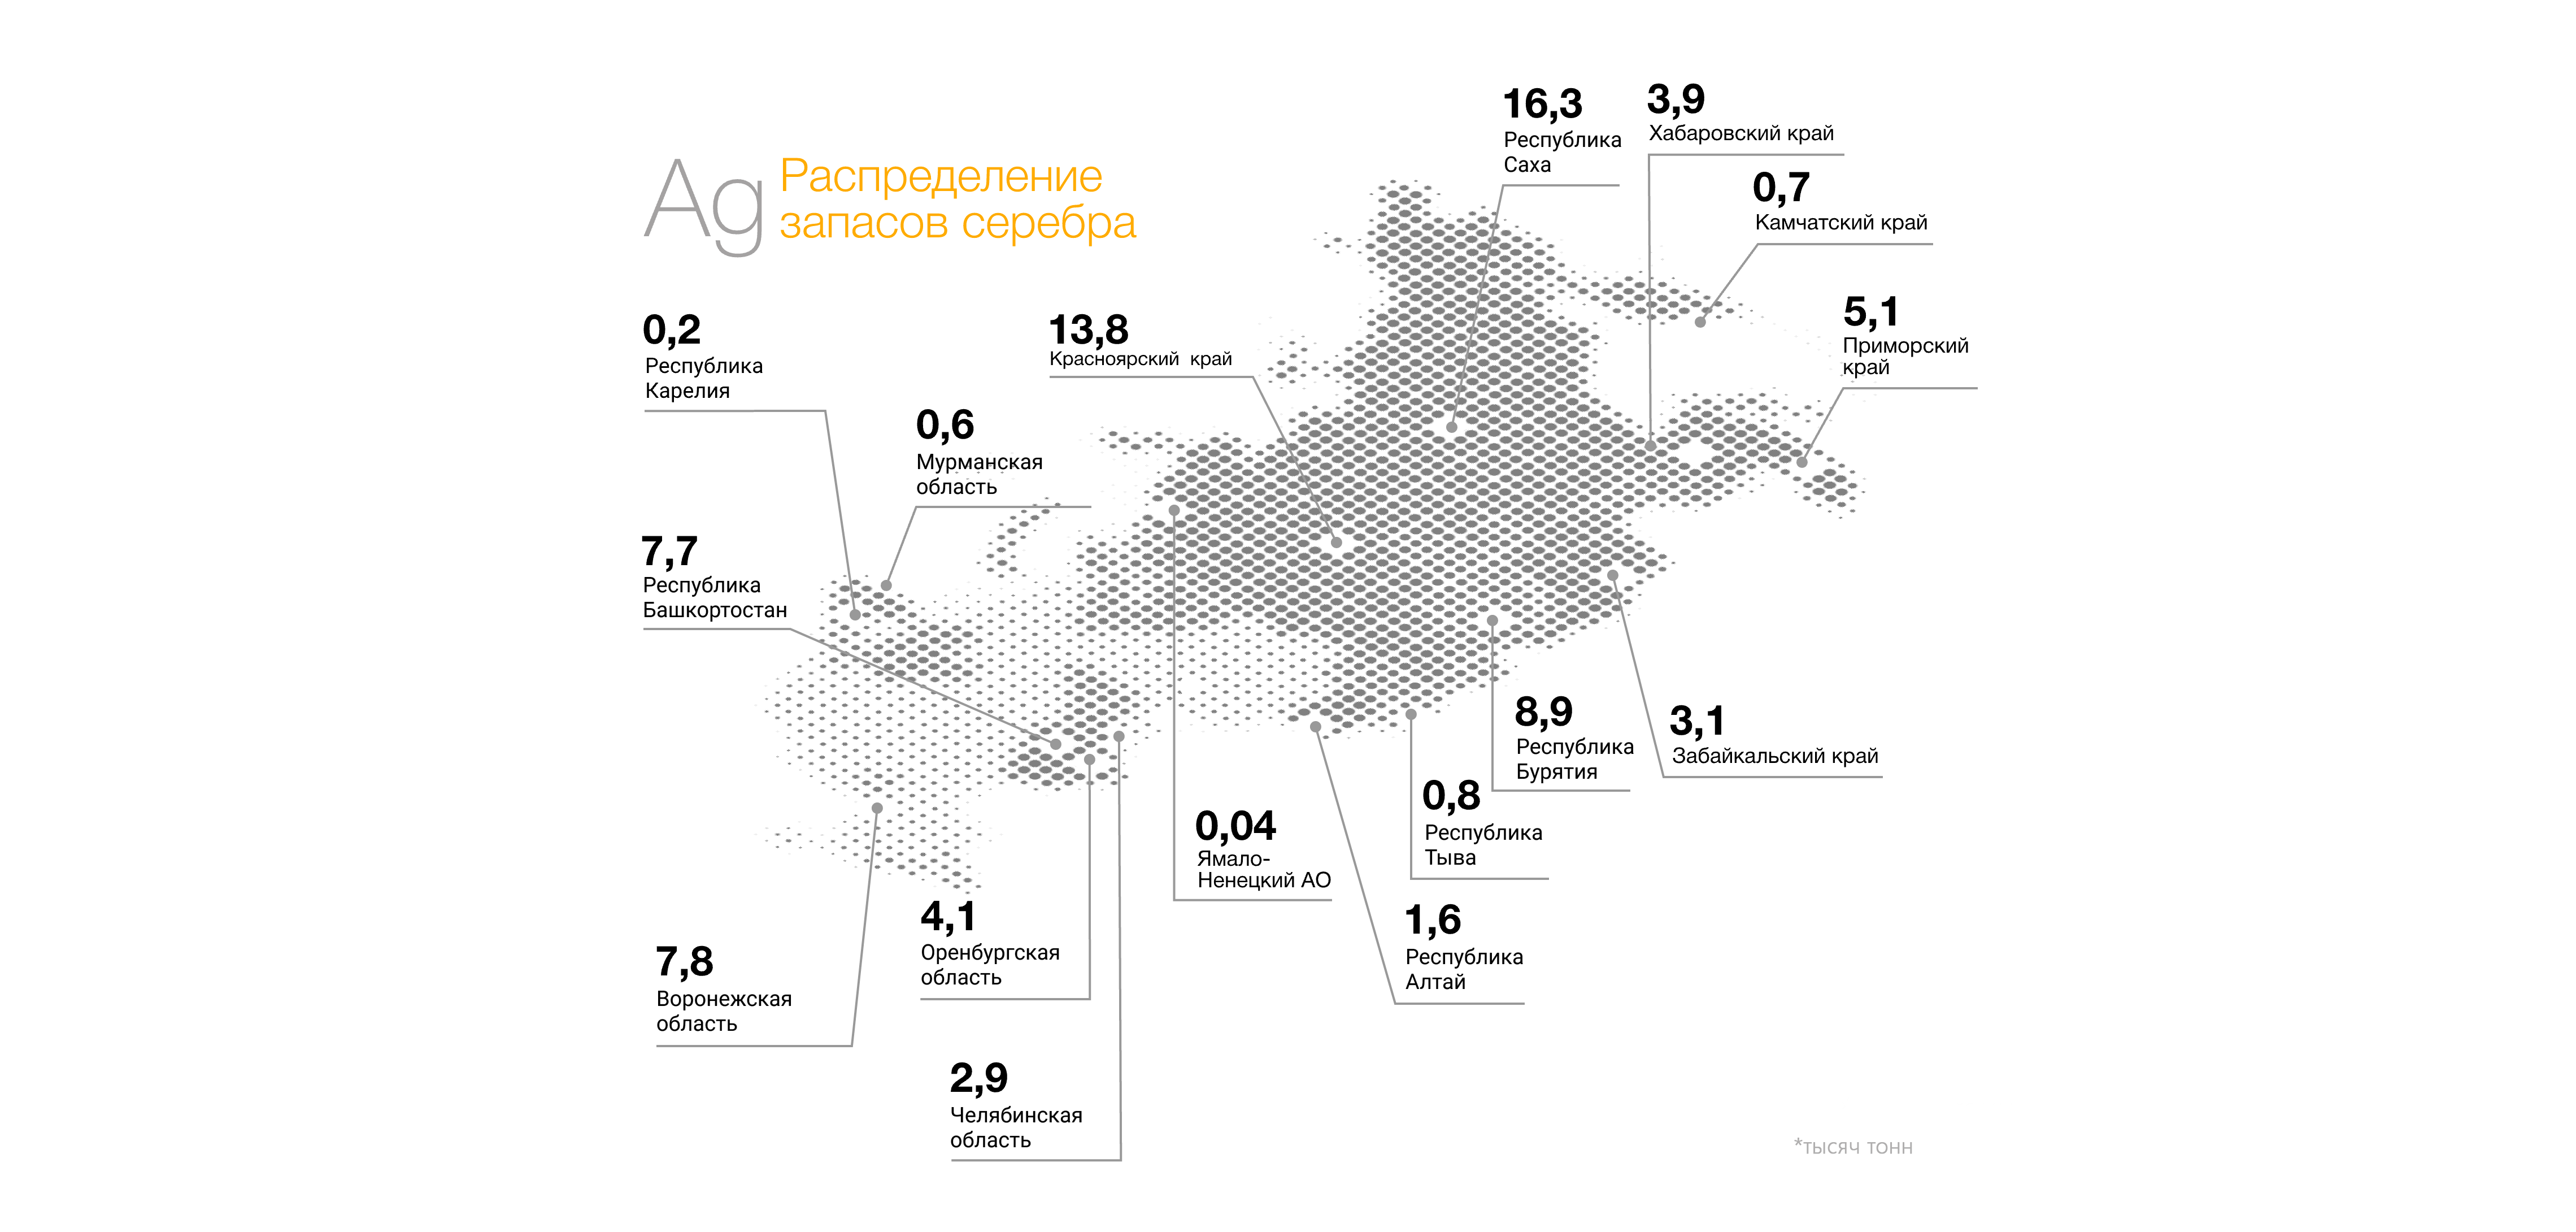 Ag
Распределение
запасов серебра
16,3
Республика
Саха
3,9
Хабаровский край
0,7
Камчатский край
5,1
Приморский
край
0,2
Республика
Карелия
13,8
Красноярский край
0,6
Мурманская
область
7,7
Республика
Башкортостан
8,9
Республика
Бурятия
3,1
Забайкальский край
0,8
Республика
Тыва
0,04
Ямало-
Ненецкий АО
1,6
Республика
Алтай
4,1
Оренбургская
область
7,8
Воронежская
область
2,9
Челябинская
область
*тысяч тонн